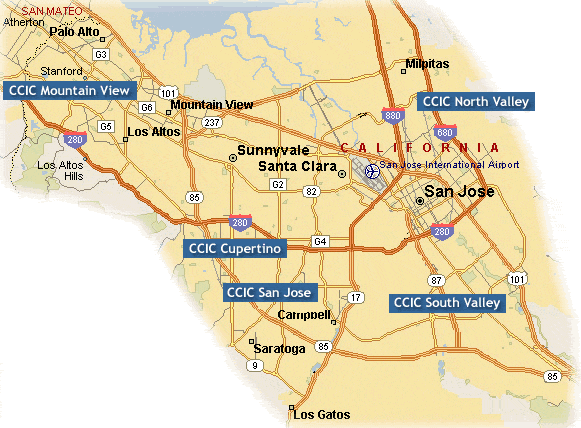 SAN MATEO
Atherton
Palo Alto
G3
Stanford
Milpitas
CCIC Mountain View
101
CCIC North Valley
G6
Mountain View
237
880
G5
Los Altos
280
680
Sunnyvale
CALIFORNIA
Los Altos
Hills
Santa Clara
San Jose International Airport
G2
82
San Jose
85
280
280
G4
CCIC Cupertino
87
101
CCIC San Jose
17
CCIC South Valley
Campbell
Saratoga
85
9
85
Los Gatos